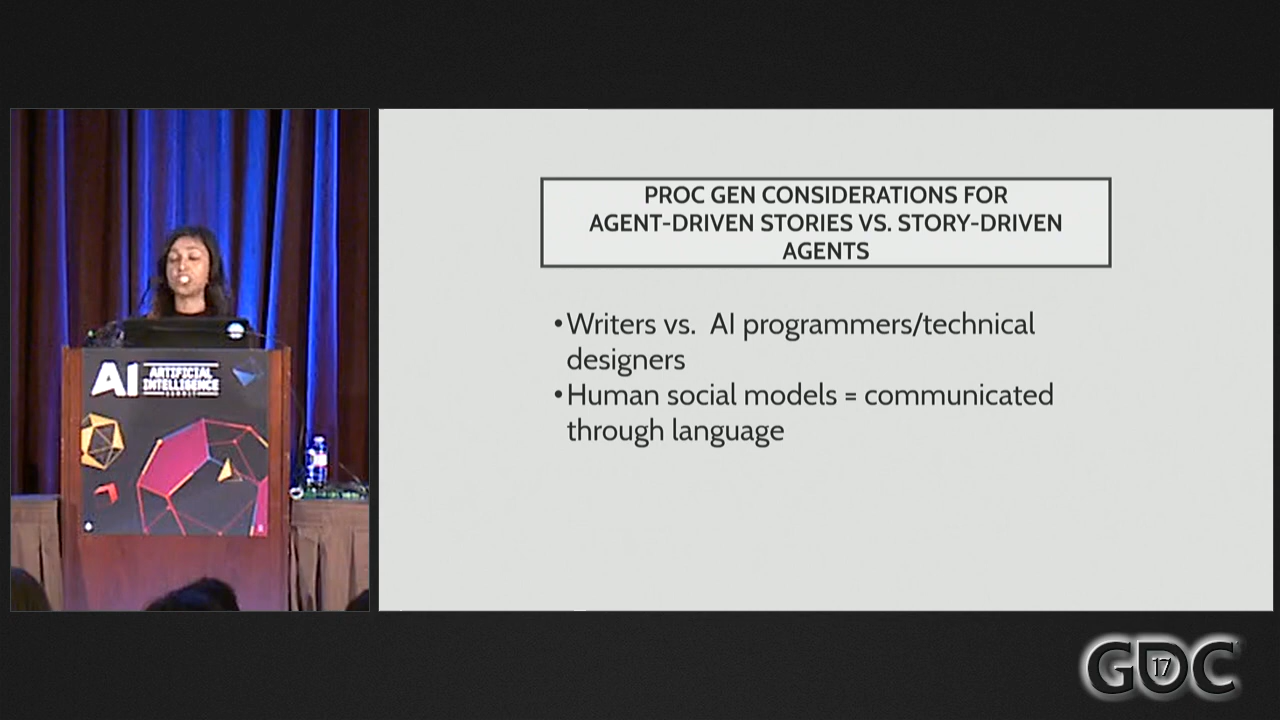 PROC GEN CONSIDERATIONS FOR
AGENT-DRIVEN STORIES VS. STORY-DRIVEN
AGENTS
•Writers vs.  AI programmers/technical
designers
•Human social models = communicated
through language
AI ARTIFICIAL
INTELLIGENCE
GDC
17